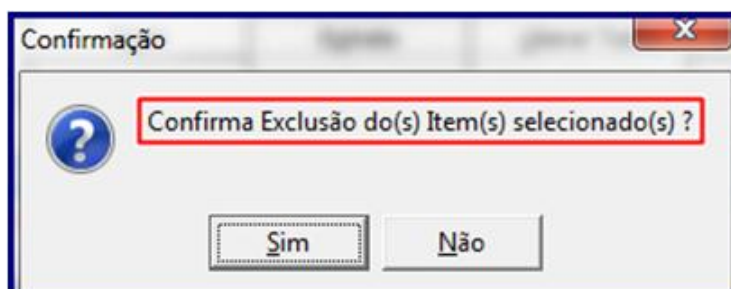 Confirmação
Confirma Exclusão do(s) Item(s) selecionado(s) ?
Sim
Não